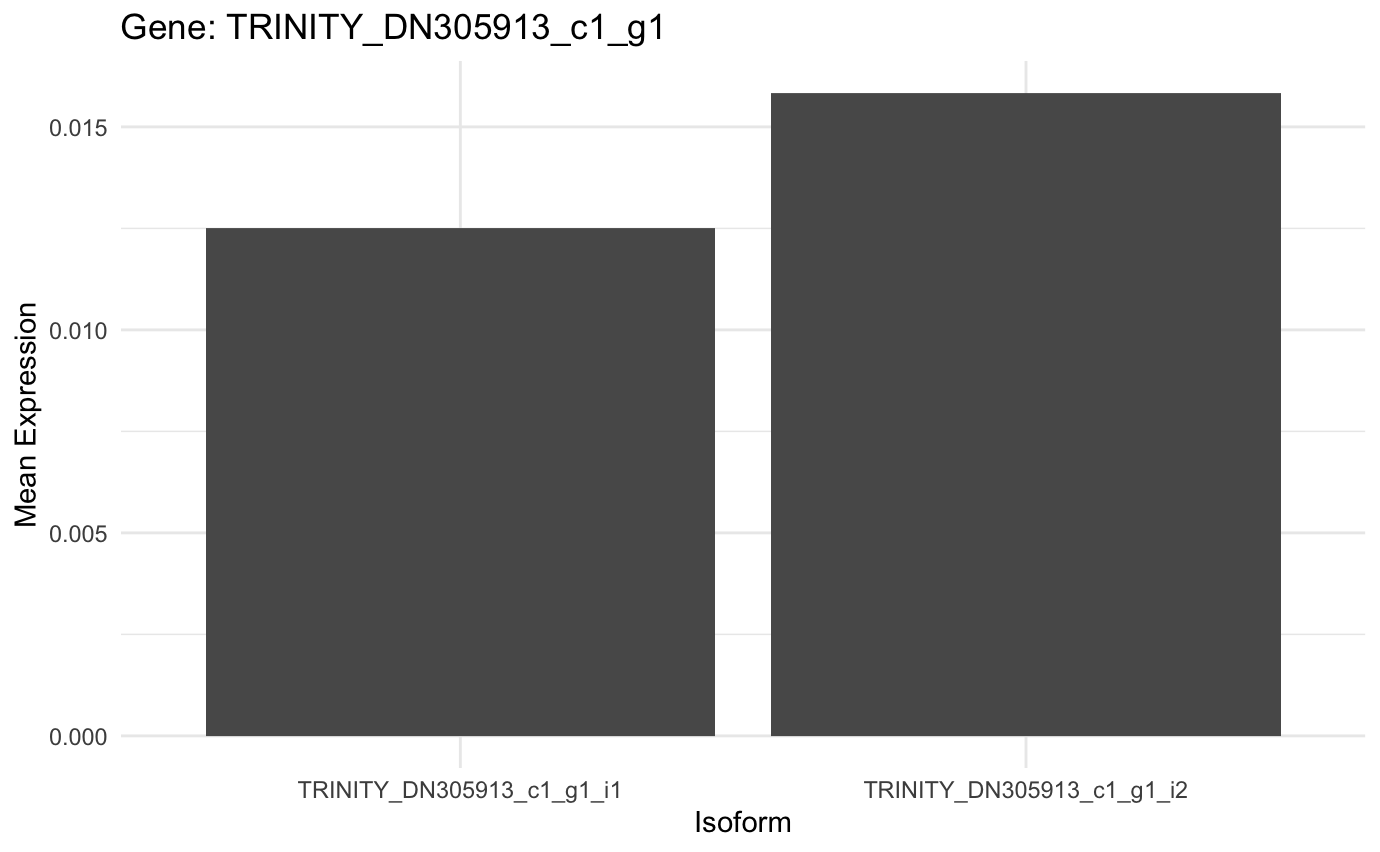 Gene: TRINITY_DN305913_c1_g1
Mean Expression
0.015
0.010
0.005
0.000
TRINITY_DN305913_c1_g1_i1
TRINITY_DN305913_c1_g1_i2
Isoform